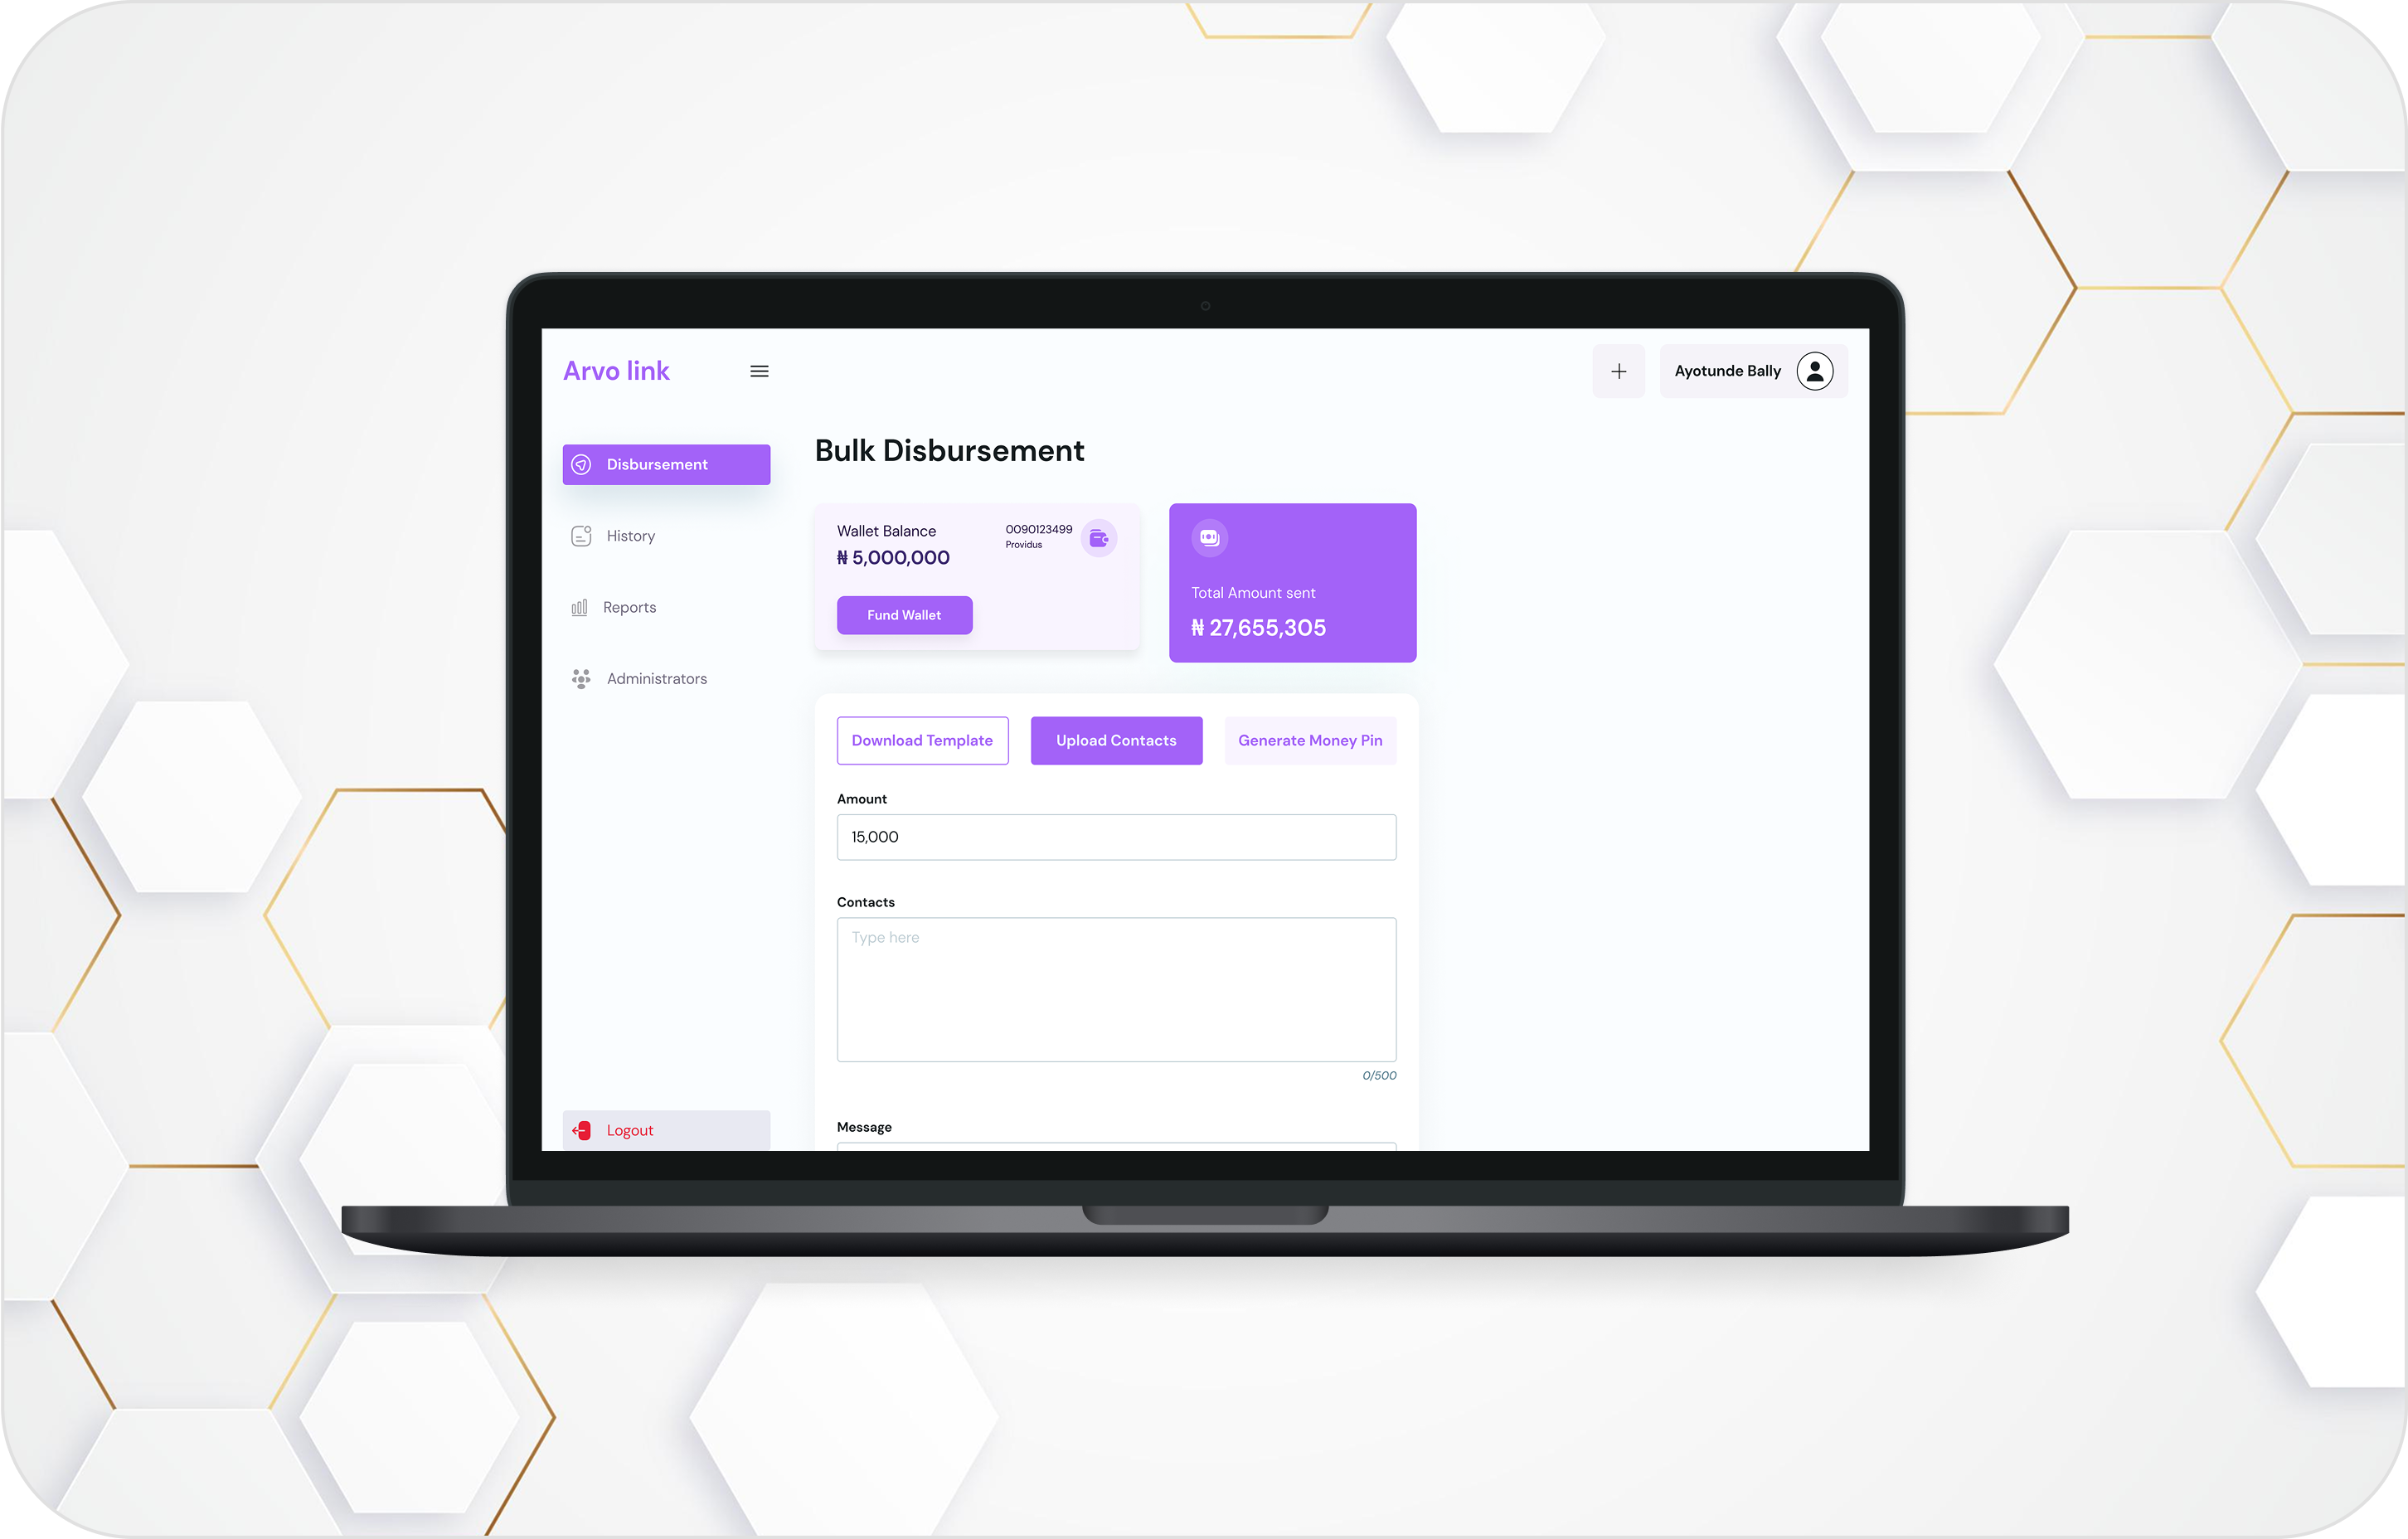 Arvo link
Ayotunde Bally
Disbursement
History
Reports
Administrators
Logout
Bulk Disbursement
Wallet Balance
₦ 5,000,000
0090123499
Providus
Fund Wallet
Total Amount sent
₦ 27,655,305
Download Template
Upload Contacts
Generate Money Pin
Amount
15,000
Contacts
Type here
0/500
Message